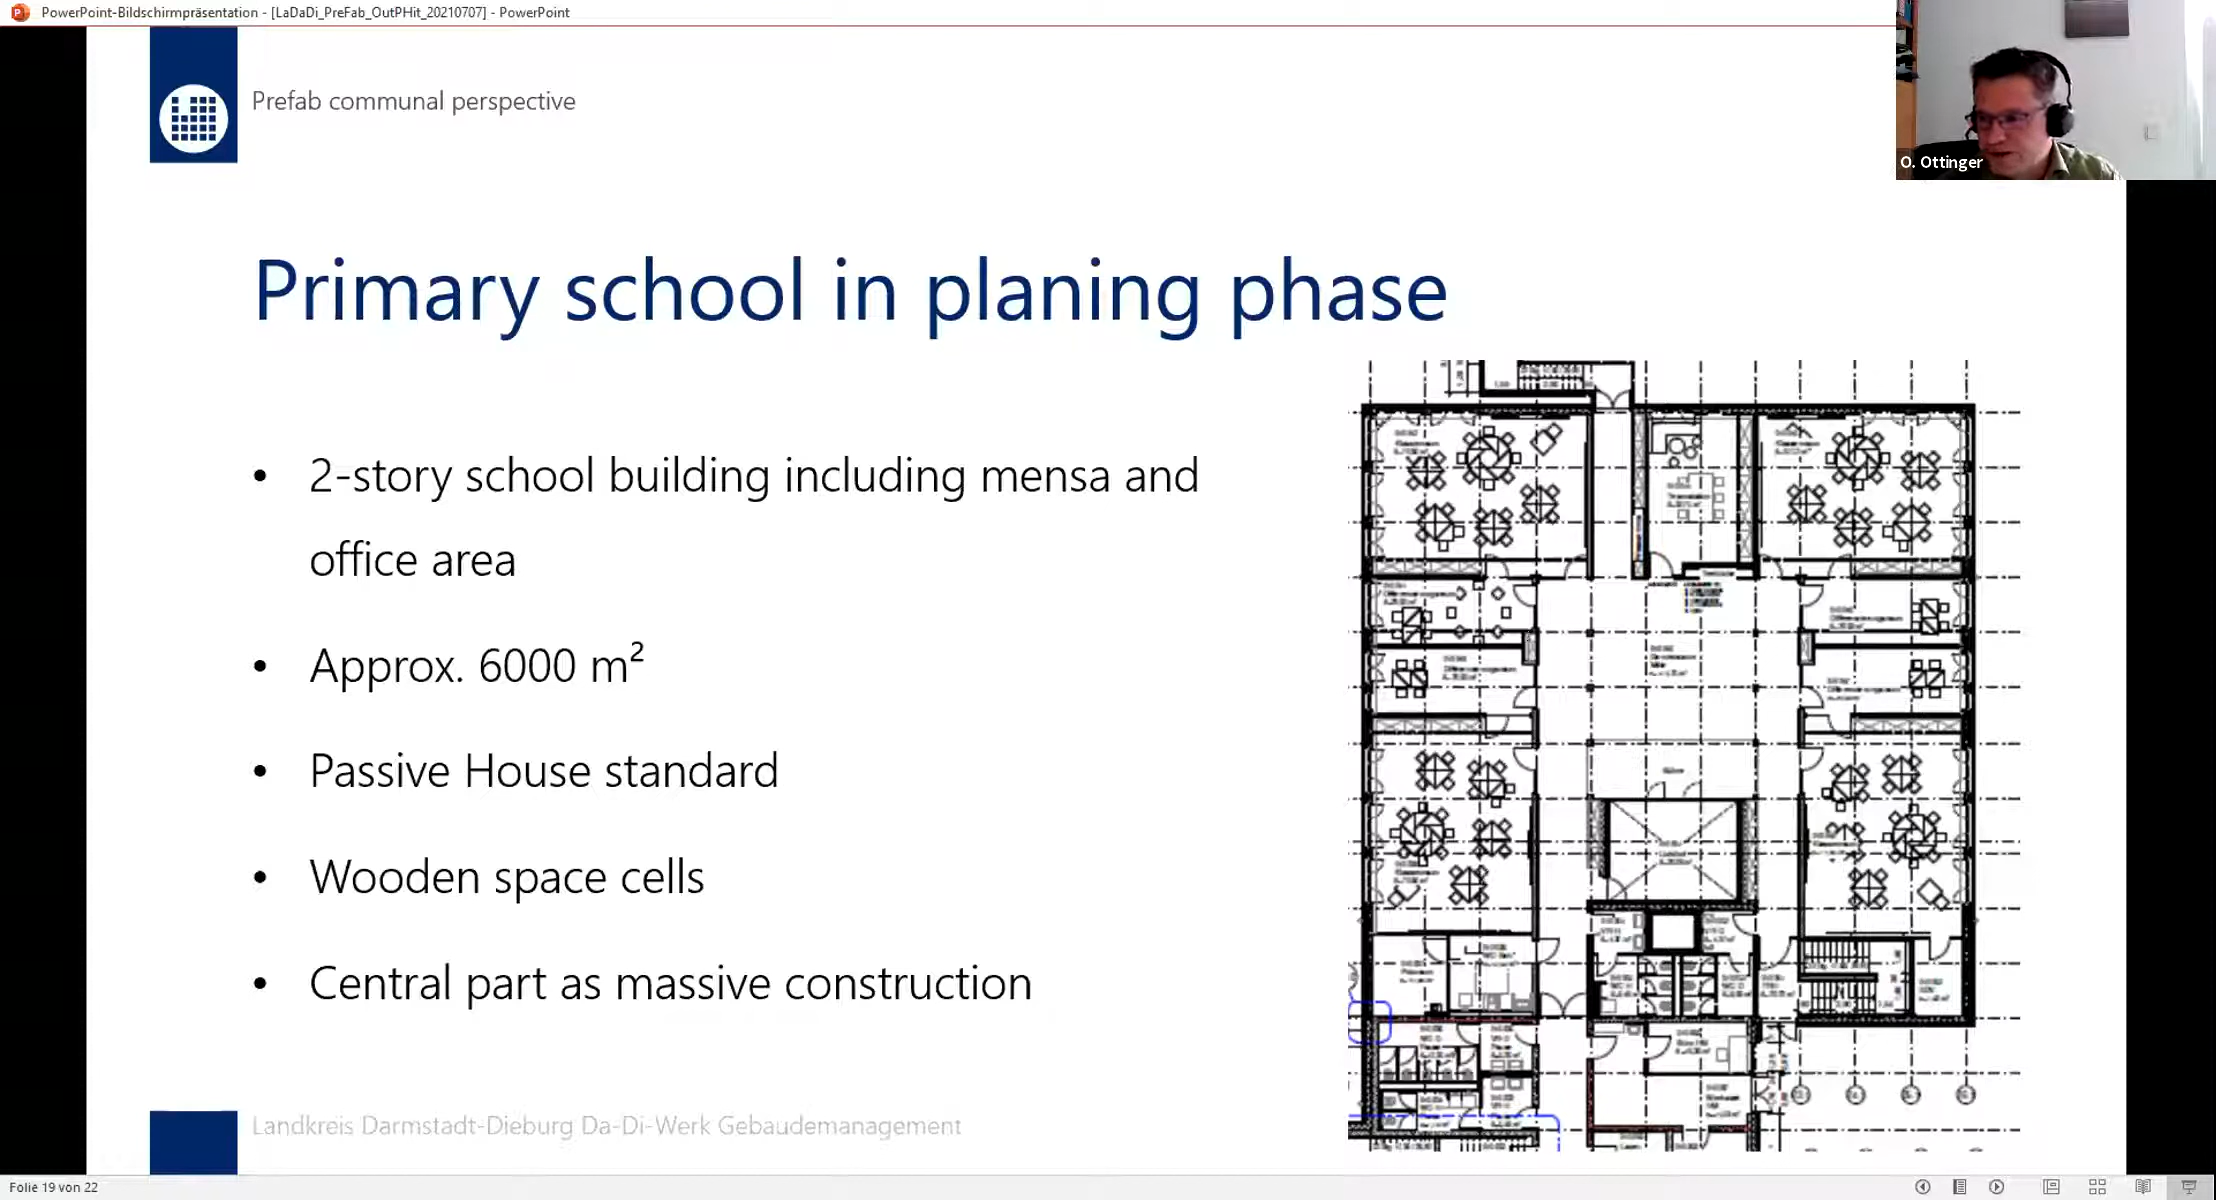 PowerPoint-Bildschirmpräsentation - [LaDaDi_PreFab_OutPHit_20210707] - PowerPoint
Prefab communal perspective
O. Ottinger
Primary school in planing phase
• 2-story school building including mensa and
office area
• Approx. 6000 m²
• Passive House standard
• Wooden space cells
• Central part as massive construction
Landkreis Darmstadt-Dieburg Da-Di-Werk Gebaudemanagement
Folie 19 von 22